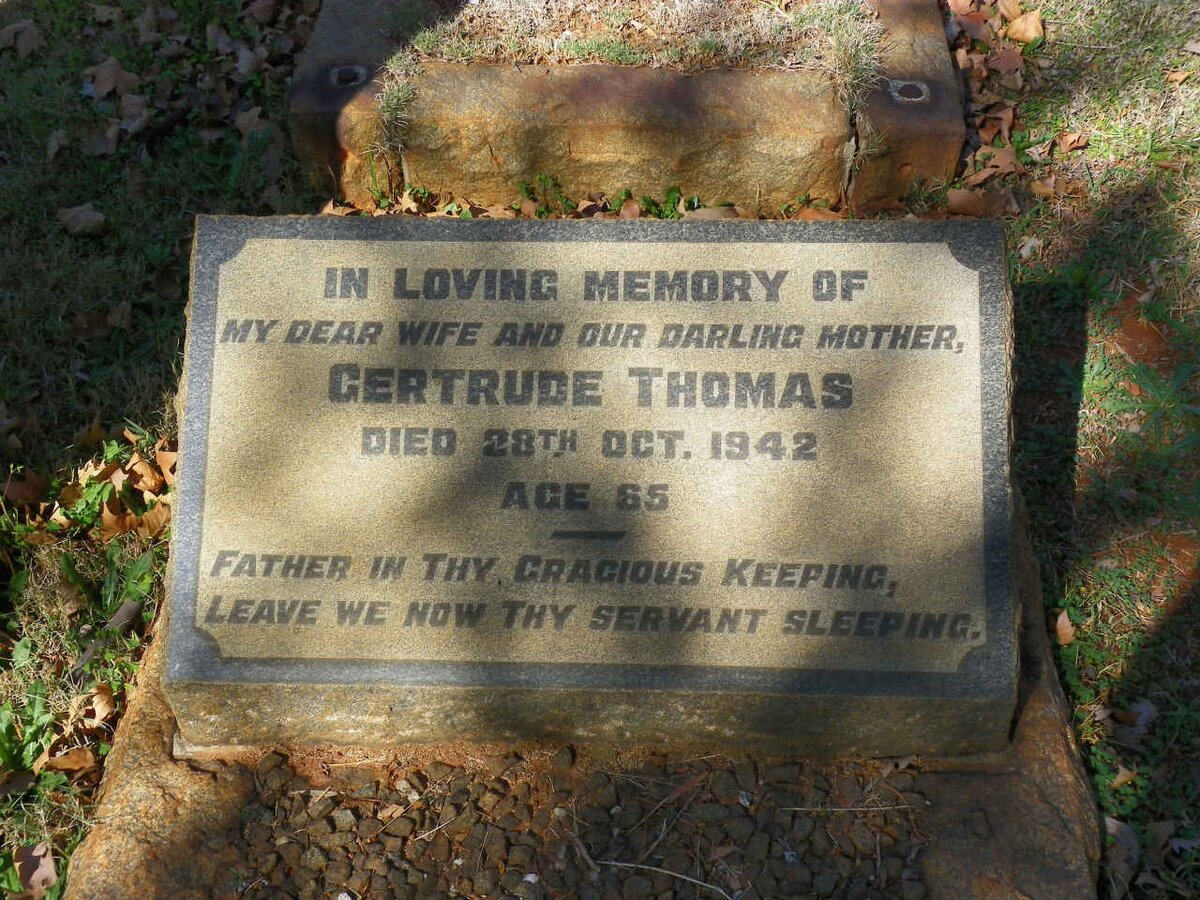 IN LOVING MEMORY OF
MY DEAR WIFE AND OUR DARLING MOTHER,
GERTRUDE THOMAS
DIED 28TH OCT. 1942
AGE 65
FATHER IN THY GRACIOUS KEEPING,
LEAVE WE NOW THY SERVANT SLEEPING.